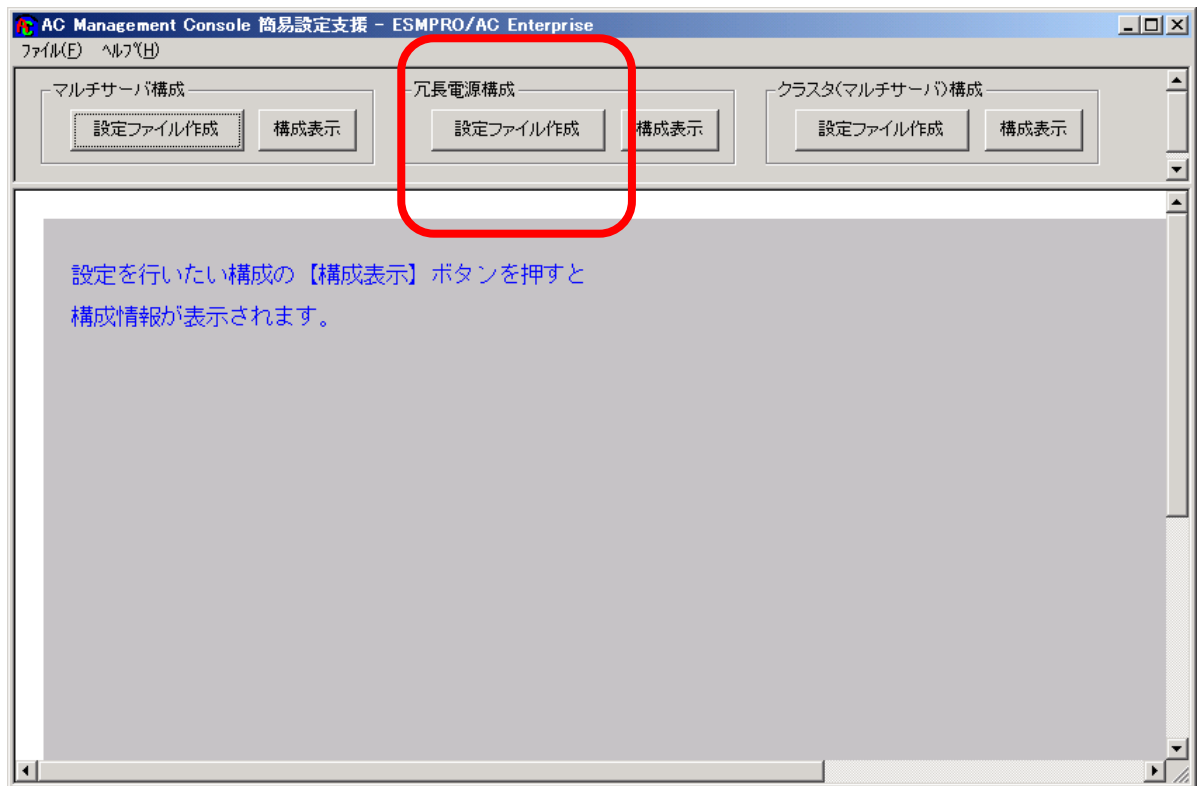 AC Management Console 簡易設定支援 - ESMPRO/AC Enterprise
ﾌｧｲﾙ(F) ﾍﾙﾌﾟ(H)
マルチサーバ構成 冗長電源構成 クラスタ(マルチサーバ)構成
設定ファイル作成 構成表示 設定ファイル作成 構成表示 設定ファイル作成 構成表示
設定を行いたい構成の【構成表示】ボタンを押すと
構成情報が表示されます。